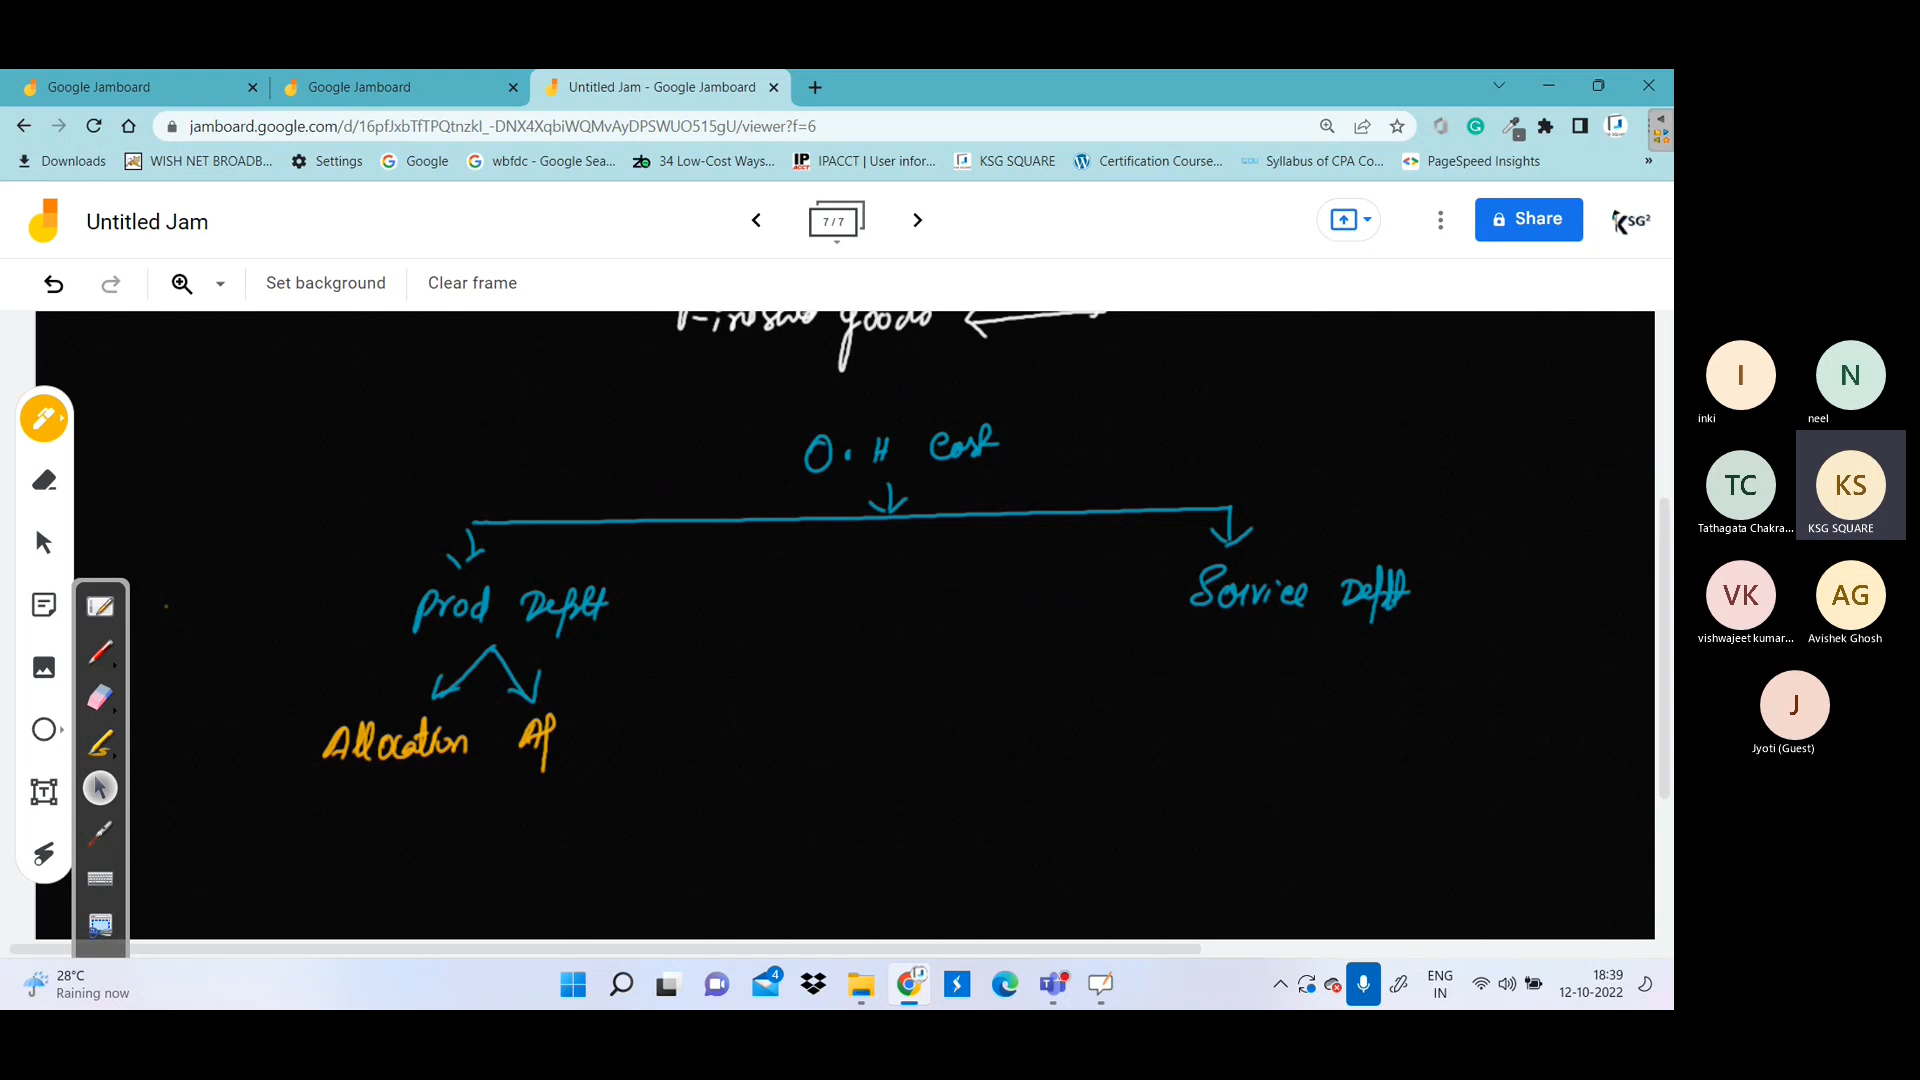 Google Jamboard
Google Jamboard
Untitled Jam - Google Jamboard
jamboard.google.com/d/16pfJxbTfTPQtnzkI_-DNX4XqbiWQMvAyDPSWUO515gU/viewer?f=6
Downloads WISH NET BROADB... Settings Google wbfdc - Google Sea... 34 Low-Cost Ways... IPACCT | User infor... KSG SQUARE Certification Course... Syllabus of CPA Co... PageSpeed Insights »
Untitled Jam
7 / 7
Share
KSG²
Set background Clear frame
Finished goods
O.H Cost
Prod Deptt
Service Deptt
Allocation Ap
I
inki
N
neel
TC
Tathagata Chakra...
KS
KSG SQUARE
VK
vishwajeet kumar...
AG
Avishek Ghosh
J
Jyoti (Guest)
28°C
Raining now
4
ENG
IN
18:39
12-10-2022